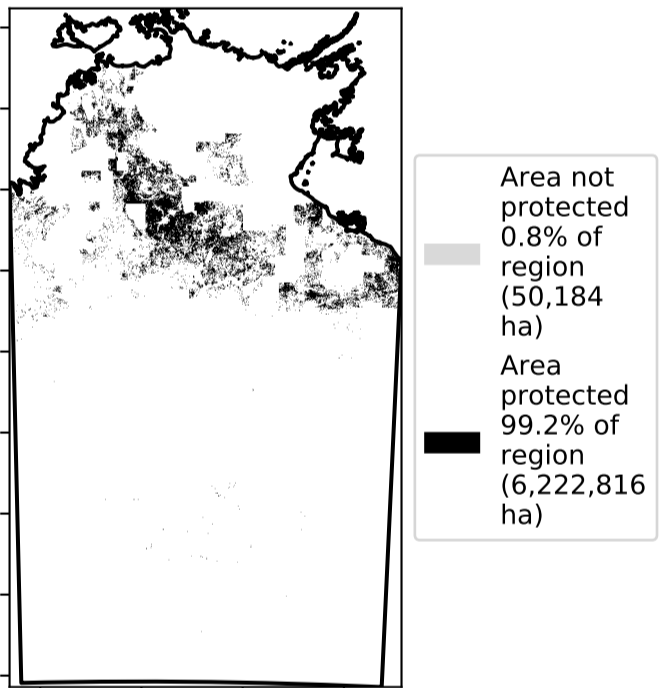 Area not
protected
0.8% of
region
(50,184
ha)
Area
protected
99.2% of
region
(6,222,816
ha)